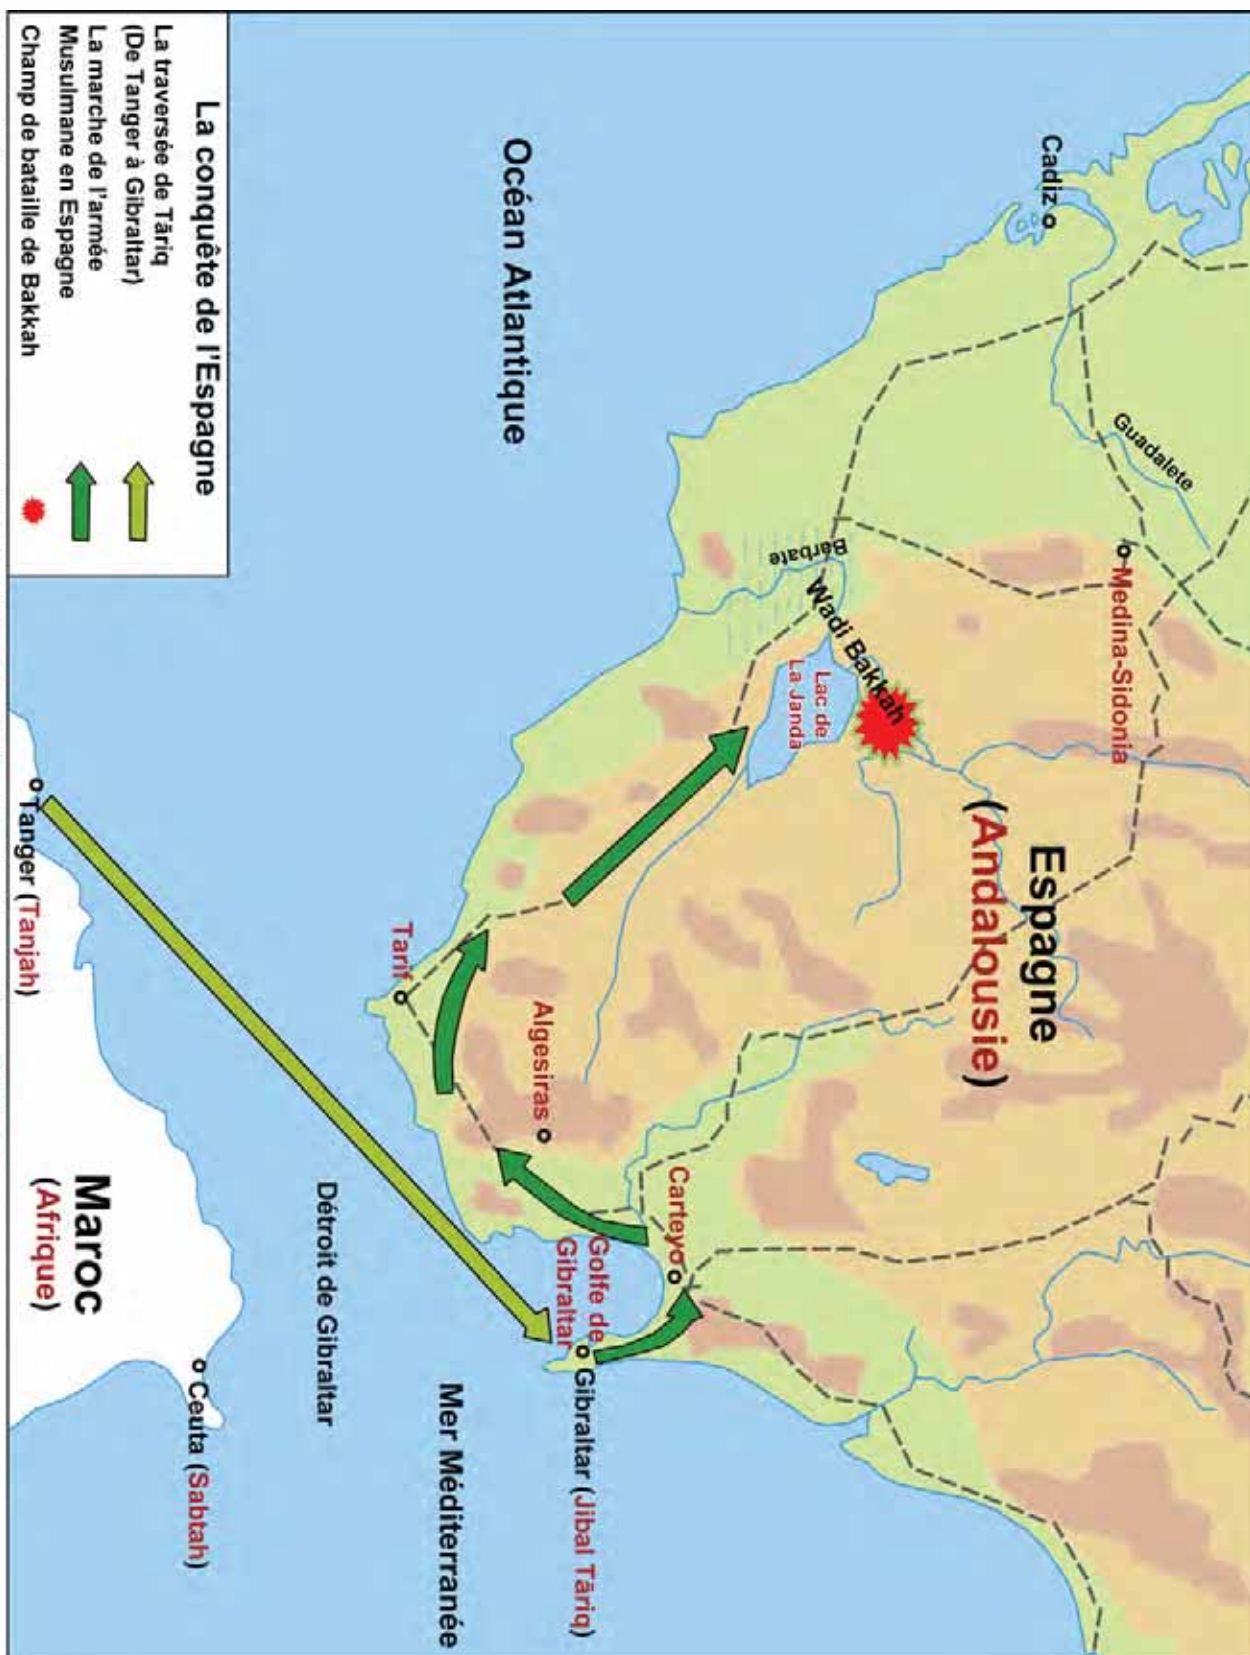 Cadiz
Guadalete
Medina-Sidonia
Espagne
(Andalousie)
Barbate
Wadi Bakkah
Lac de
La Janda
Océan Atlantique
Carteyo
Algesiras
Golfe de
Gibraltar
Gibraltar (Jibal Tāriq)
Tarif
Mer Méditerranée
Détroit de Gibraltar
Ceuta (Sabtah)
Tanger (Tanjah)
Maroc
(Afrique)
La conquête de l'Espagne
La traversée de Tāriq
(De Tanger à Gibraltar)
La marche de l'armée
Musulmane en Espagne
Champ de bataille de Bakkah